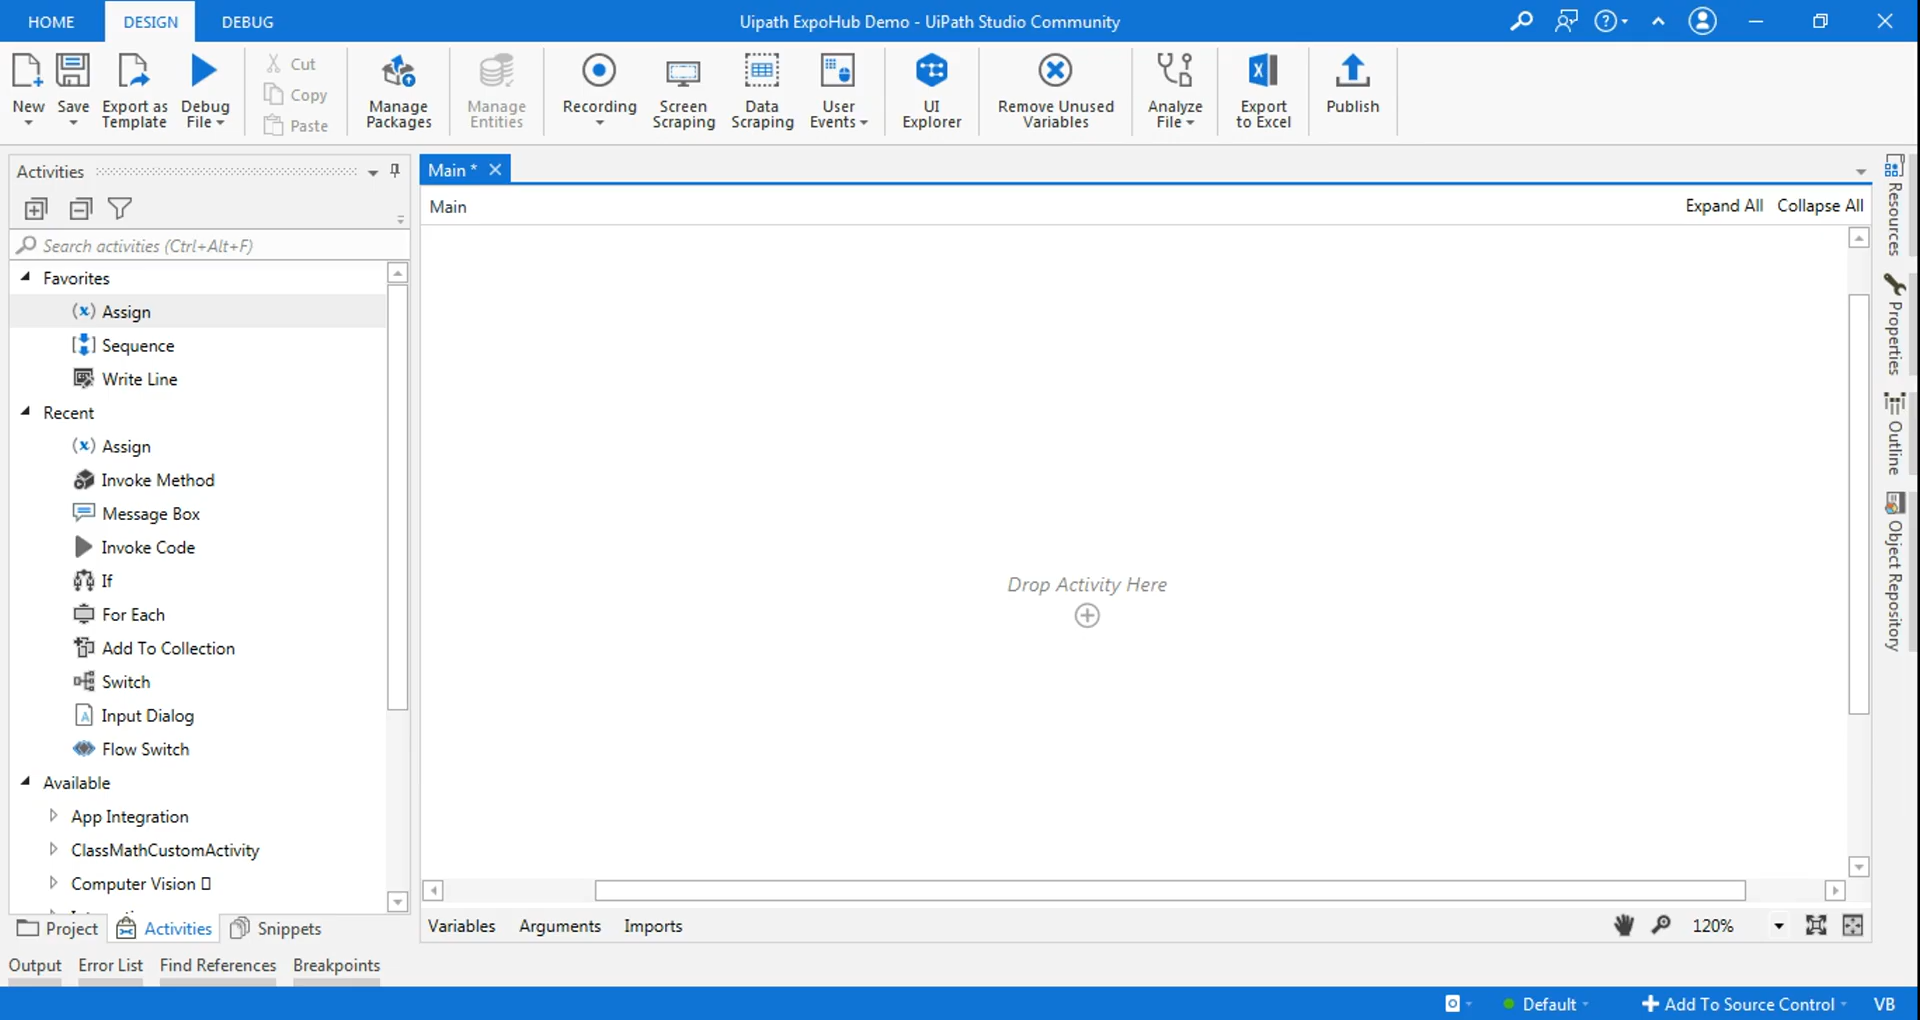 HOME DESIGN DEBUG Uipath ExpoHub Demo - UiPath Studio Community
New Save Export as Template Debug File
Cut
Copy
Paste
Manage Packages Manage Entities Recording Screen Scraping Data Scraping User Events UI Explorer Remove Unused Variables Analyze File Export to Excel Publish
Activities
Search activities (Ctrl+Alt+F)
Favorites
(x) Assign
Sequence
Write Line
Recent
(x) Assign
Invoke Method
Message Box
Invoke Code
If
For Each
Add To Collection
Switch
Input Dialog
Flow Switch
Available
App Integration
ClassMathCustomActivity
Computer Vision
Project Activities Snippets
Main *
Main Expand All Collapse All
Drop Activity Here
Variables Arguments Imports 120%
Resources
Properties
Outline
Object Repository
Output Error List Find References Breakpoints
Default Add To Source Control VB